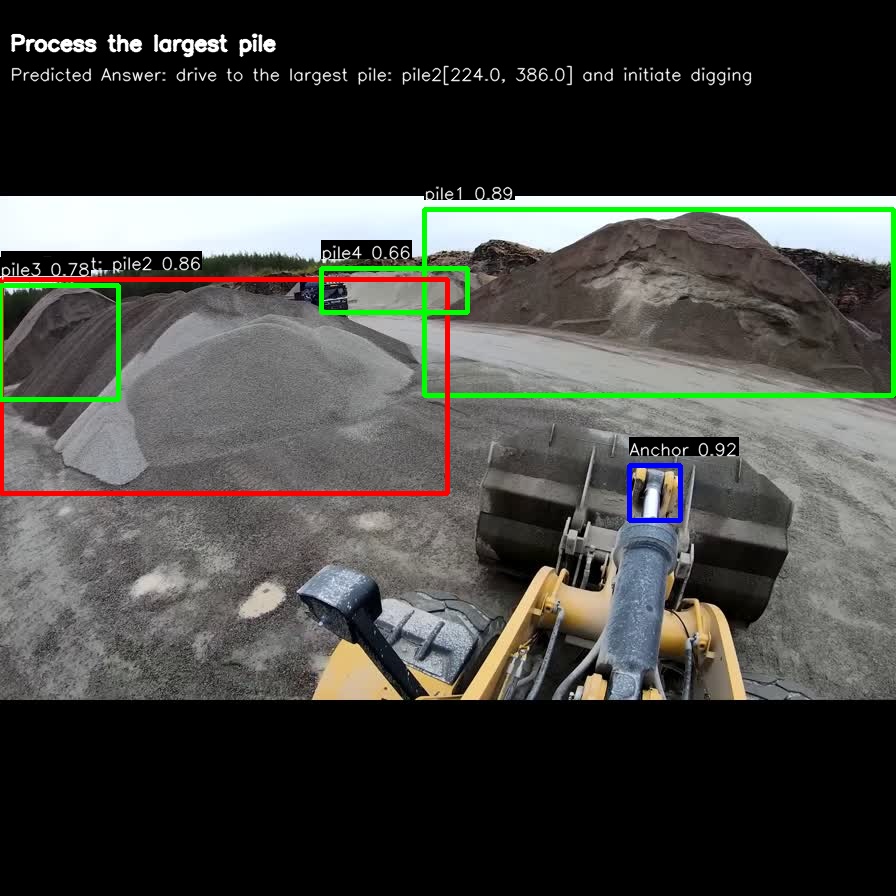 Process the largest pile
Predicted Answer: drive to the largest pile: pile2[224.0, 386.0] and initiate digging
pile1 0.89
pile4 0.66
t: pile2 0.86
pile3 0.78
Anchor 0.92